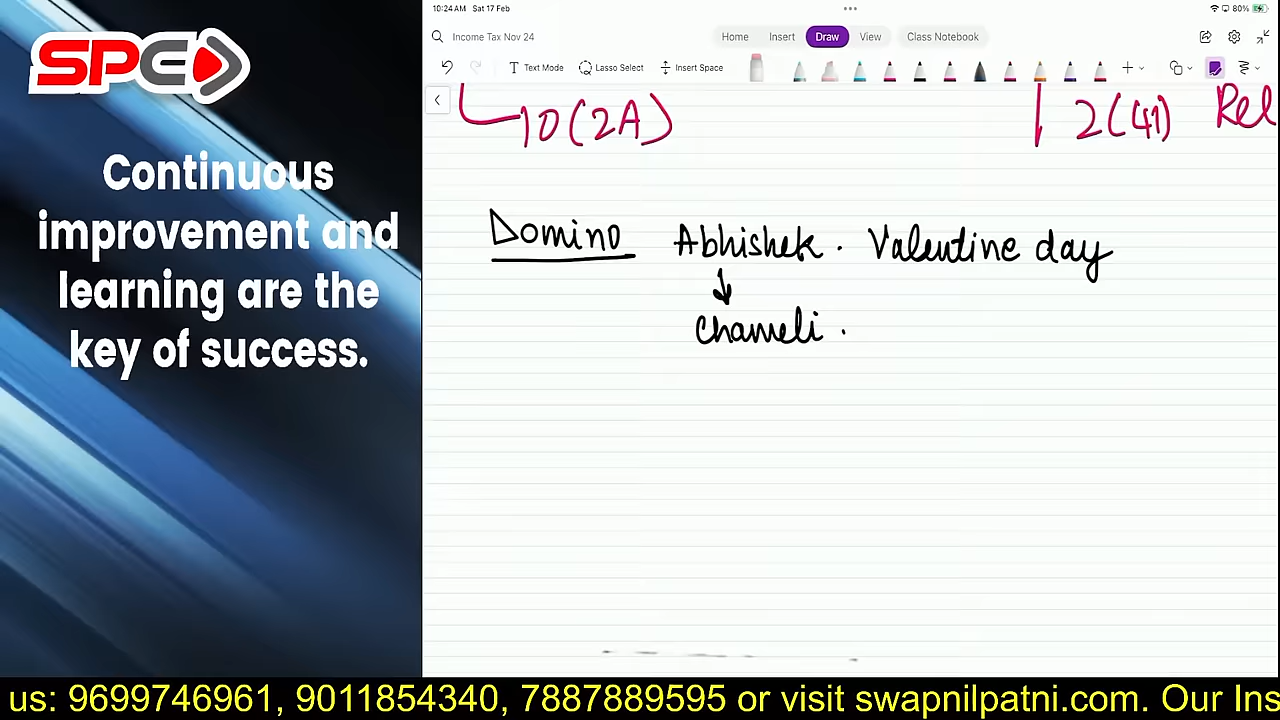 10:24 AM Sat 17 Feb
80%
SPC
Income Tax Nov 24
Home Insert Draw View Class Notebook
Text Mode Lasso Select Insert Space
Continuous
improvement and
learning are the
key of success.
10(2A)
2(41) Rel
Domino Abhishek. Valentine day
Chameli.
us: 9699746961, 9011854340, 7887889595 or visit swapnilpatni.com. Our Ins